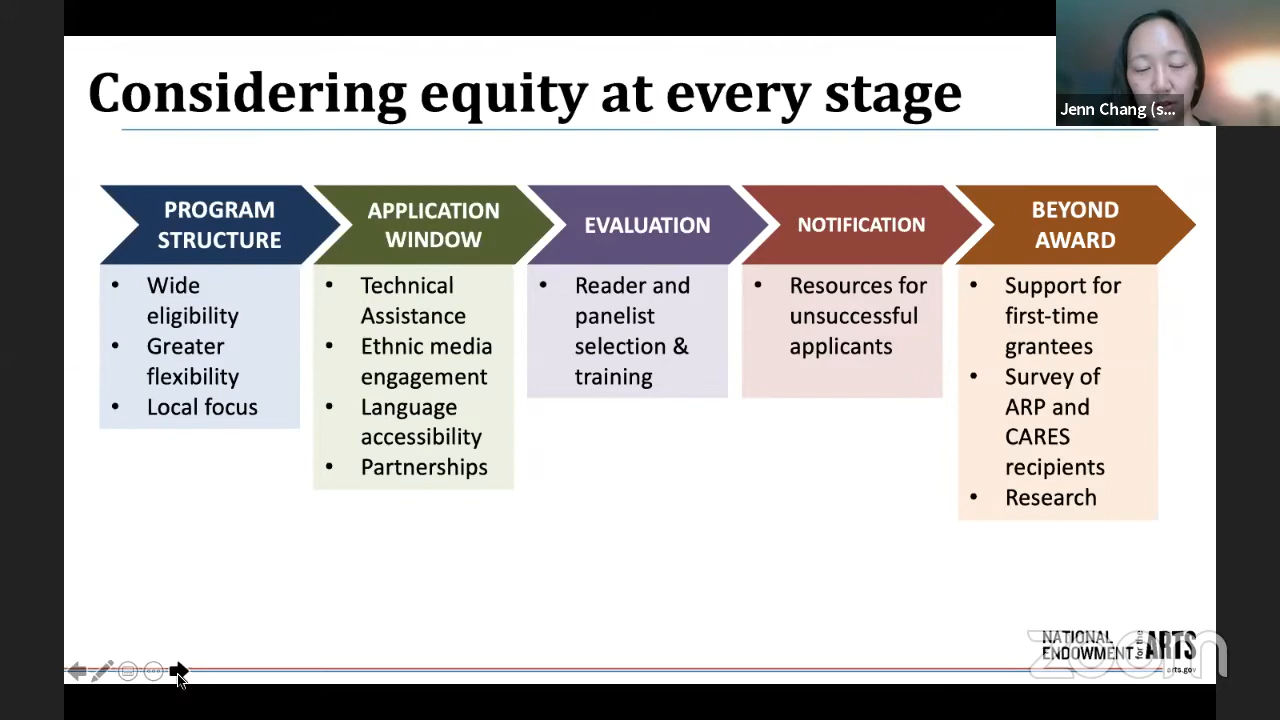 Considering equity at every stage
Jenn Chang (s...
PROGRAM
STRUCTURE
• Wide
eligibility
• Greater
flexibility
• Local focus
APPLICATION
WINDOW
• Technical
Assistance
• Ethnic media
engagement
• Language
accessibility
• Partnerships
EVALUATION
• Reader and
panelist
selection &
training
NOTIFICATION
• Resources for
unsuccessful
applicants
BEYOND
AWARD
• Support for
first-time
grantees
• Survey of
ARP and
CARES
recipients
• Research
NATIONAL
ENDOWMENT
for the
ARTS
arts.gov
zoom